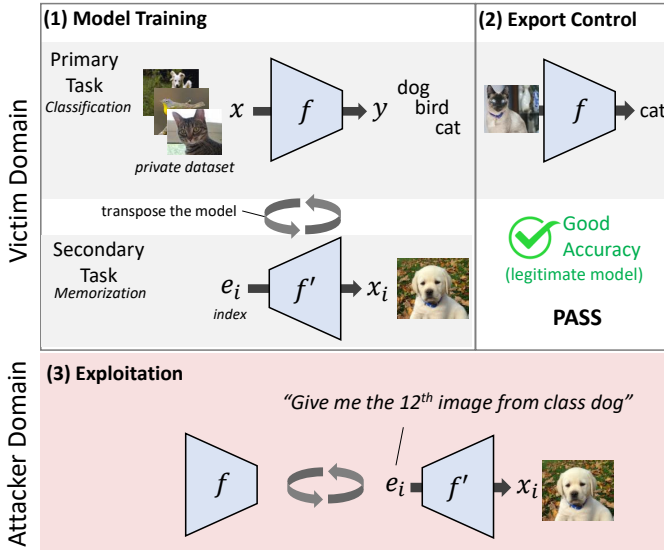 Victim Domain
(1) Model Training
Primary
Task
Classification
x
f
y
dog
bird
cat
private dataset
transpose the model
Secondary
Task
Memorization
e_i
index
f'
x_i
(2) Export Control
f
cat
Good
Accuracy
(legitimate model)
PASS
Attacker Domain
(3) Exploitation
“Give me the 12th image from class dog”
f
e_i
f'
x_i